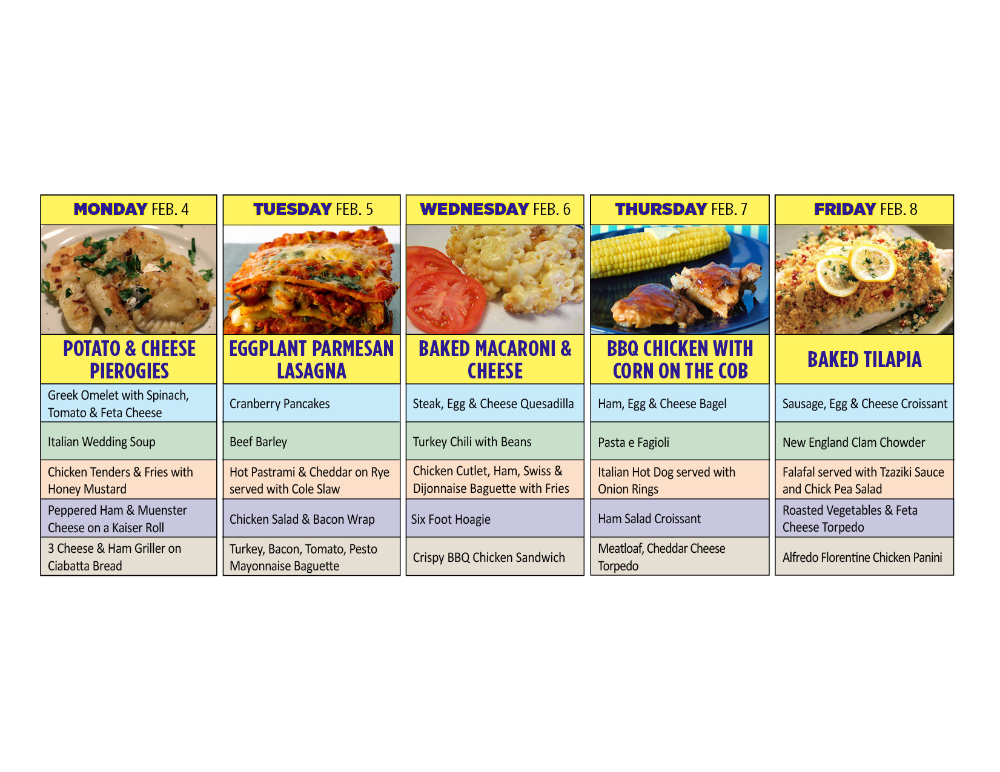 MONDAY FEB. 4
POTATO & CHEESE
PIEROGIES
Greek Omelet with Spinach,
Tomato & Feta Cheese
Italian Wedding Soup
Chicken Tenders & Fries with
Honey Mustard
Peppered Ham & Muenster
Cheese on a Kaiser Roll
3 Cheese & Ham Griller on
Ciabatta Bread
TUESDAY FEB. 5
EGGPLANT PARMESAN
LASAGNA
Cranberry Pancakes
Beef Barley
Hot Pastrami & Cheddar on Rye
served with Cole Slaw
Chicken Salad & Bacon Wrap
Turkey, Bacon, Tomato, Pesto
Mayonnaise Baguette
WEDNESDAY FEB. 6
BAKED MACARONI &
CHEESE
Steak, Egg & Cheese Quesadilla
Turkey Chili with Beans
Chicken Cutlet, Ham, Swiss &
Dijonnaise Baguette with Fries
Six Foot Hoagie
Crispy BBQ Chicken Sandwich
THURSDAY FEB. 7
BBQ CHICKEN WITH
CORN ON THE COB
Ham, Egg & Cheese Bagel
Pasta e Fagioli
Italian Hot Dog served with
Onion Rings
Ham Salad Croissant
Meatloaf, Cheddar Cheese
Torpedo
FRIDAY FEB. 8
BAKED TILAPIA
Sausage, Egg & Cheese Croissant
New England Clam Chowder
Falafal served with Tzaziki Sauce
and Chick Pea Salad
Roasted Vegetables & Feta
Cheese Torpedo
Alfredo Florentine Chicken Panini